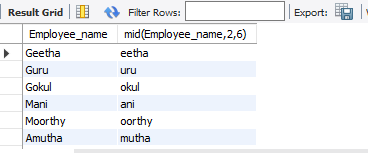 Result Grid Filter Rows: Export:
Employee_name mid(Employee_name,2,6)
Geetha eetha
Guru uru
Gokul okul
Mani ani
Moorthy oorthy
Amutha mutha